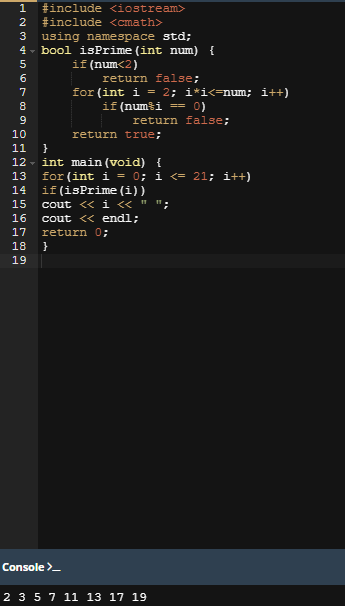 1 #include <iostream>
2 #include <cmath>
3 using namespace std;
4 bool isPrime(int num) {
5 if(num<2)
6 return false;
7 for(int i = 2; i*i<=num; i++)
8 if(num%i == 0)
9 return false;
10 return true;
11 }
12 int main(void) {
13 for(int i = 0; i <= 21; i++)
14 if(isPrime(i))
15 cout << i << " ";
16 cout << endl;
17 return 0;
18 }
19
Console >_
2 3 5 7 11 13 17 19